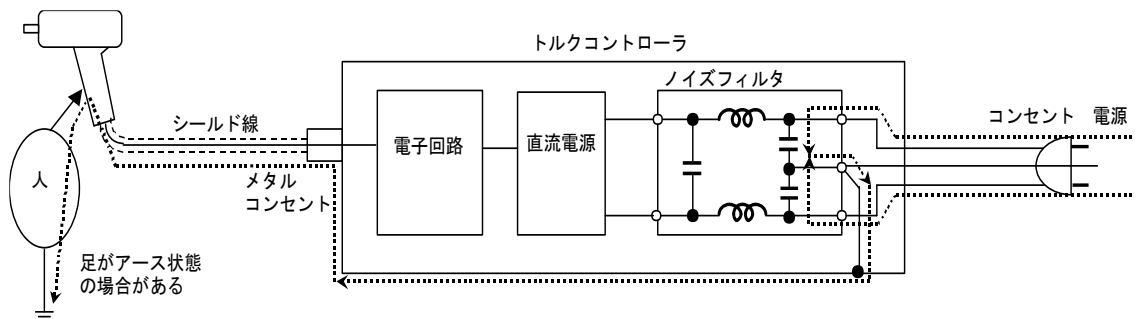 トルクコントローラ
ノイズフィルタ
コンセント 電源
シールド線
電子回路
直流電源
人
メタル
コンセント
足がアース状態
の場合がある